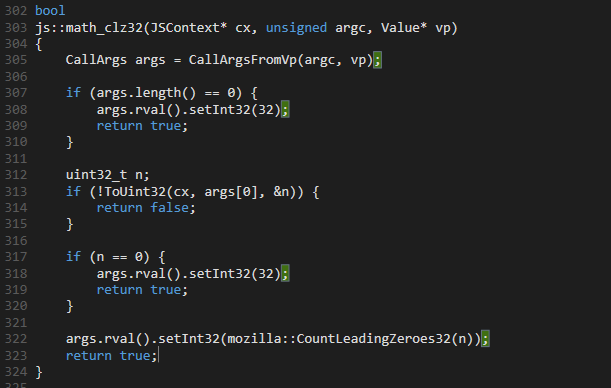 302 bool
303 js::math_clz32(JSContext* cx, unsigned argc, Value* vp)
304 {
305     CallArgs args = CallArgsFromVp(argc, vp);
306
307     if (args.length() == 0) {
308         args.rval().setInt32(32);
309         return true;
310     }
311
312     uint32_t n;
313     if (!ToUint32(cx, args[0], &n)) {
314         return false;
315     }
316
317     if (n == 0) {
318         args.rval().setInt32(32);
319         return true;
320     }
321
322     args.rval().setInt32(mozilla::CountLeadingZeroes32(n));
323     return true;
324 }
325